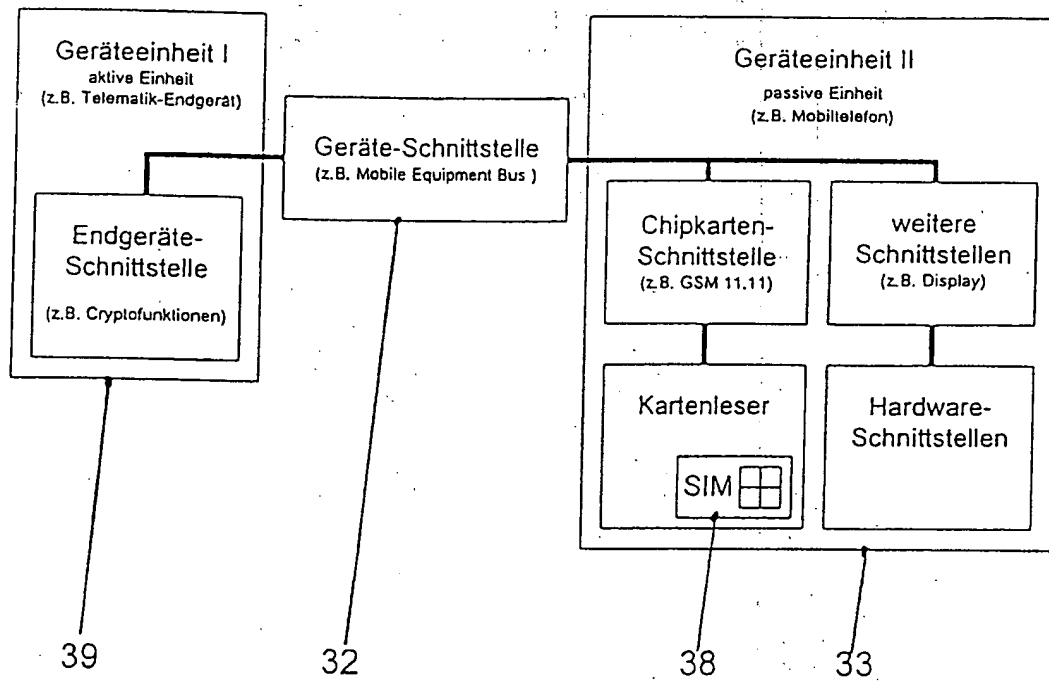 Geräteeinheit I
aktive Einheit
(z.B. Telematik-Endgerät)
Endgeräte-
Schnittstelle
(z.B. Cryptofunktionen)
Geräte-Schnittstelle
(z.B. Mobile Equipment Bus )
Geräteeinheit II
passive Einheit
(z.B. Mobiltelefon)
Chipkarten-
Schnittstelle
(z.B. GSM 11.11)
weitere
Schnittstellen
(z.B. Display)
Kartenleser
SIM
Hardware-
Schnittstellen
39
32
38
33